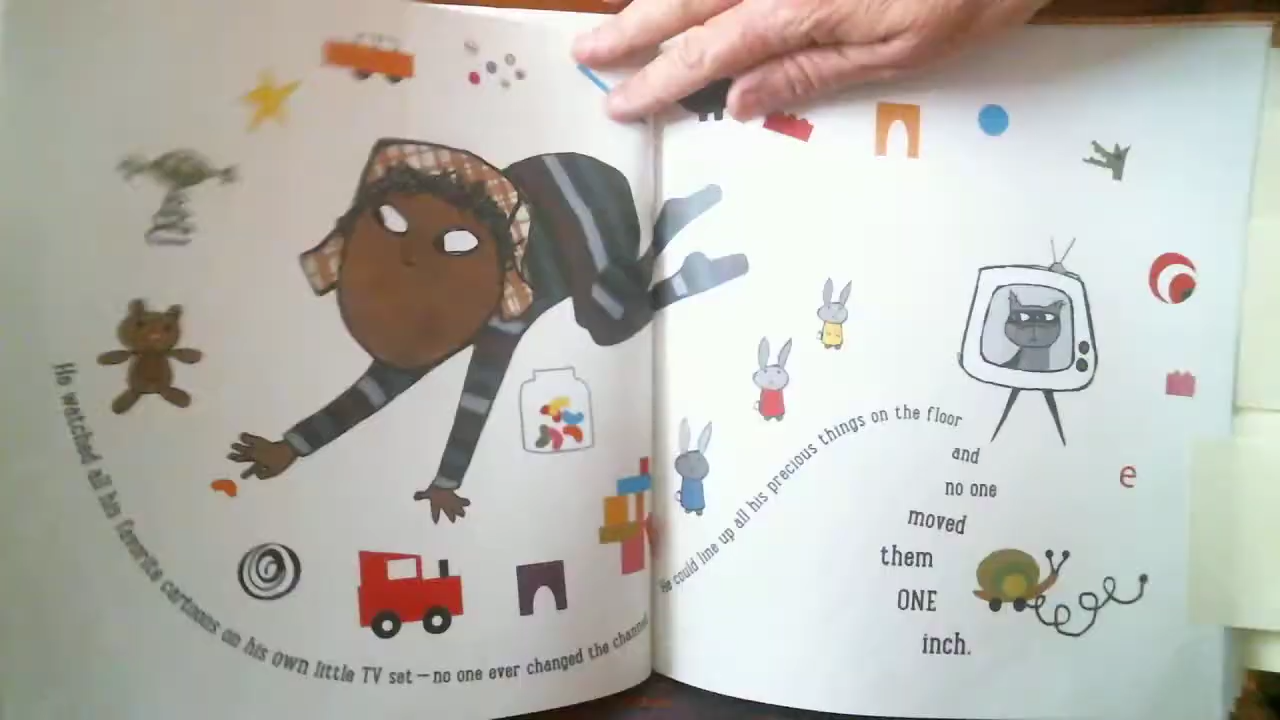 He watched all his favorite cartoons on his own little TV set — no one ever changed the channel.
He could line up all his precious things on the floor
and
no one
moved
them
ONE
inch.
e